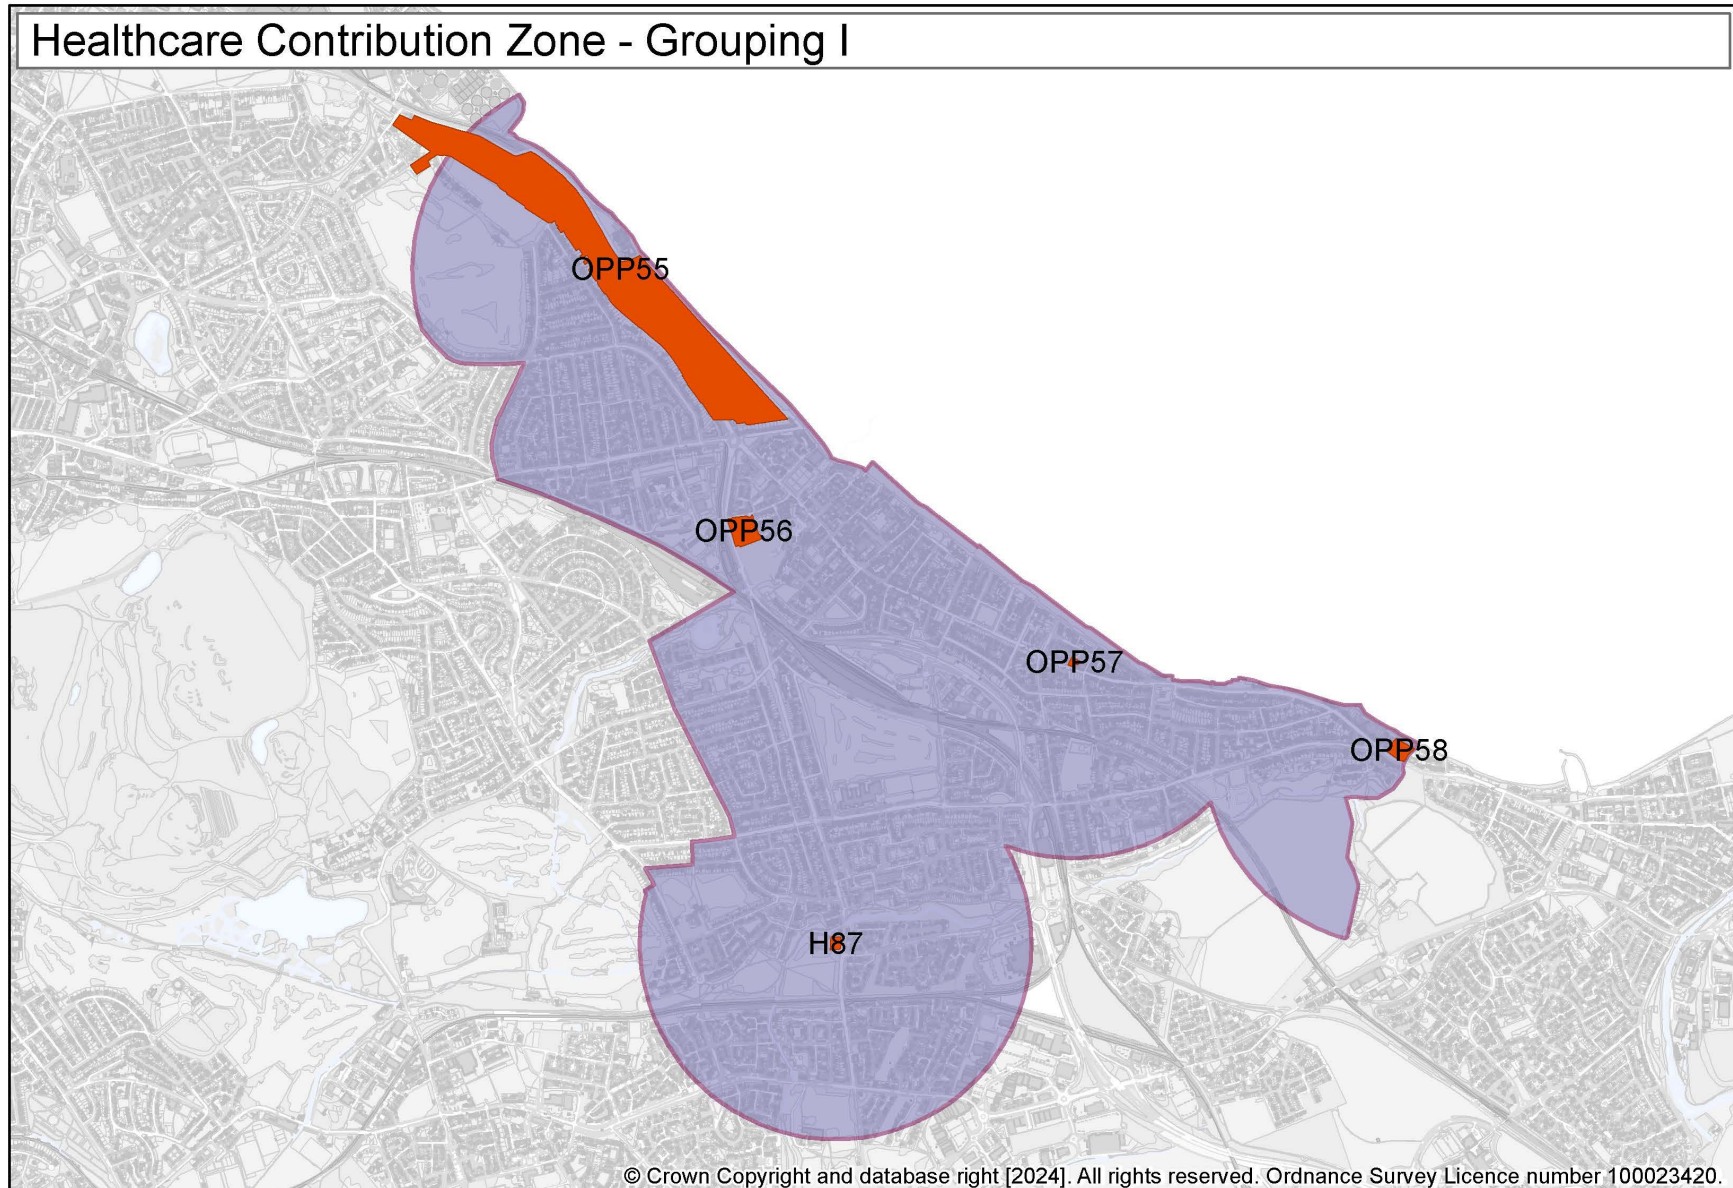 Healthcare Contribution Zone - Grouping I
OPP55
OPP56
OPP57
OPP58
H87
© Crown Copyright and database right [2024]. All rights reserved. Ordnance Survey Licence number 100023420.